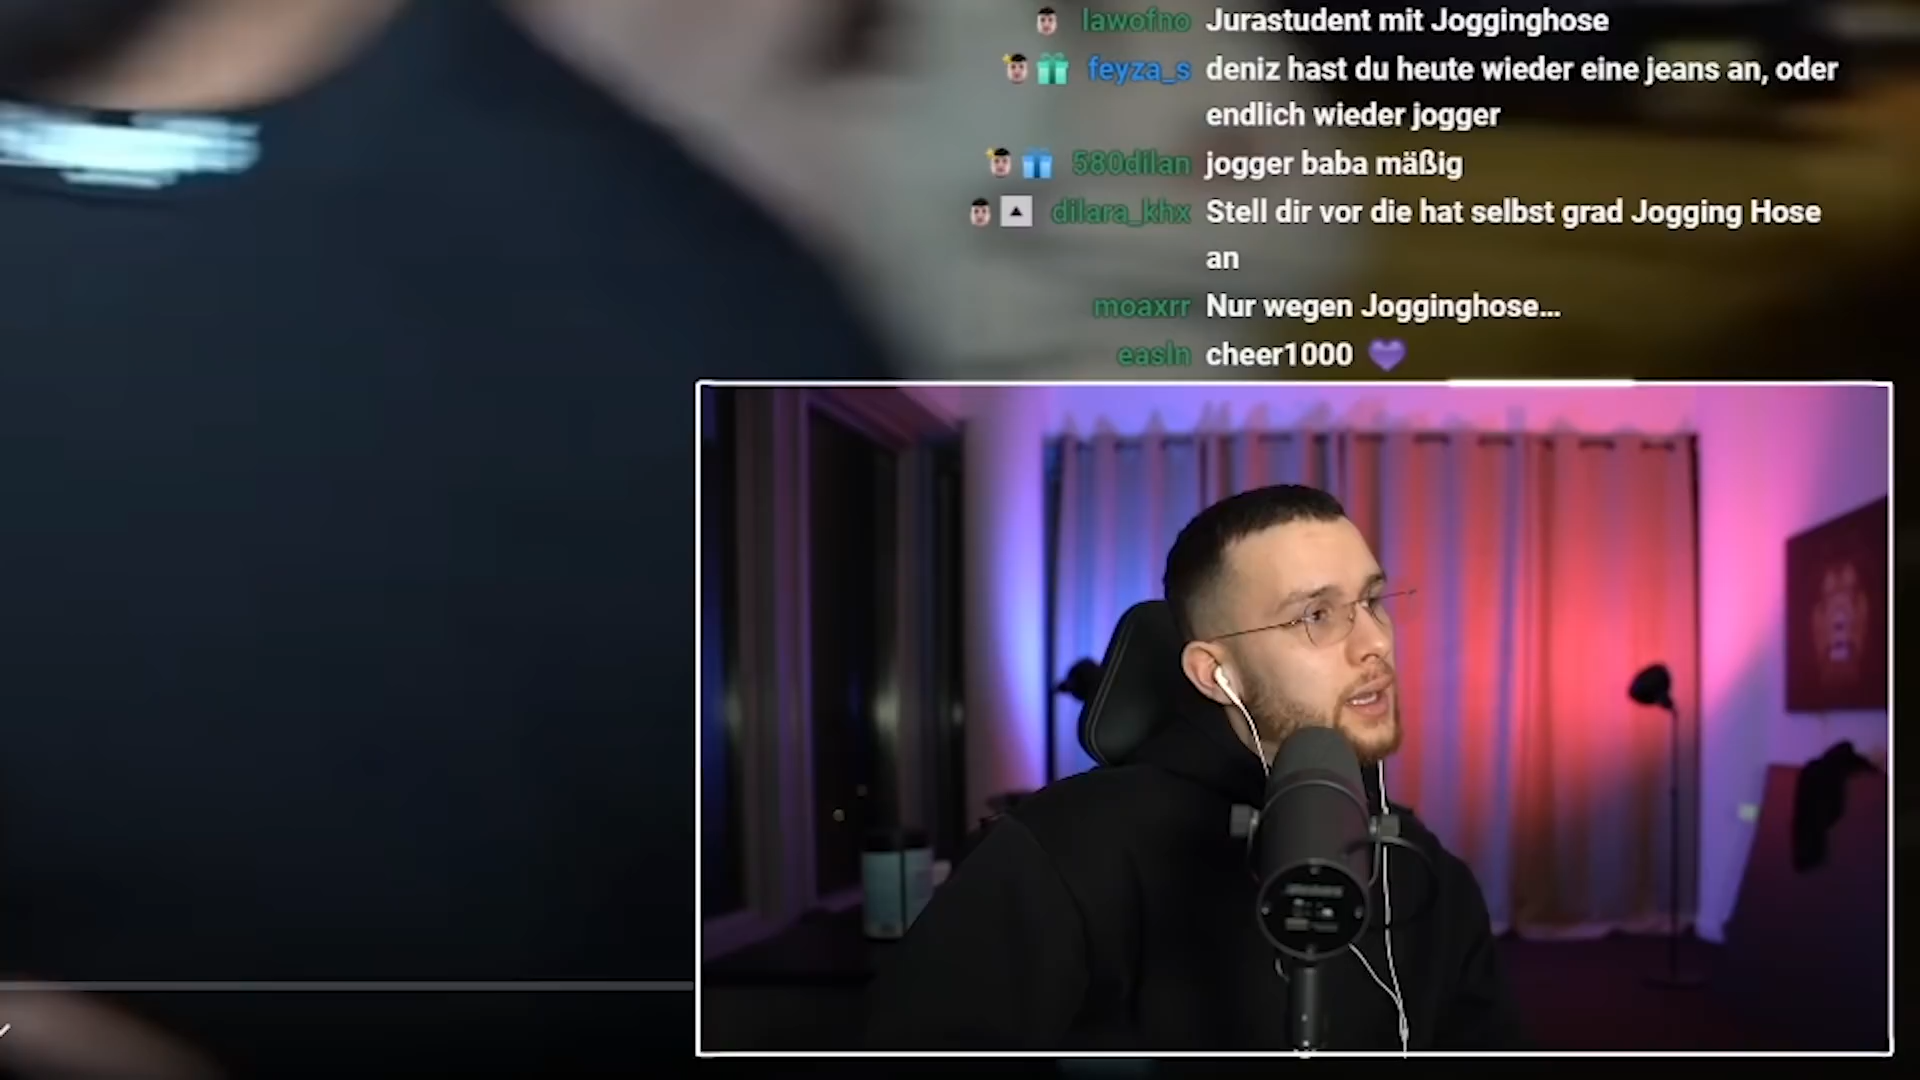 lawofho Jurastudent mit Jogginghose
feyza_s deniz hast du heute wieder eine jeans an, oder
endlich wieder jogger
580dilan jogger baba mäßig
dilara_khx Stell dir vor die hat selbst grad Jogging Hose
an
moaxrr Nur wegen Jogginghose...
easln cheer1000